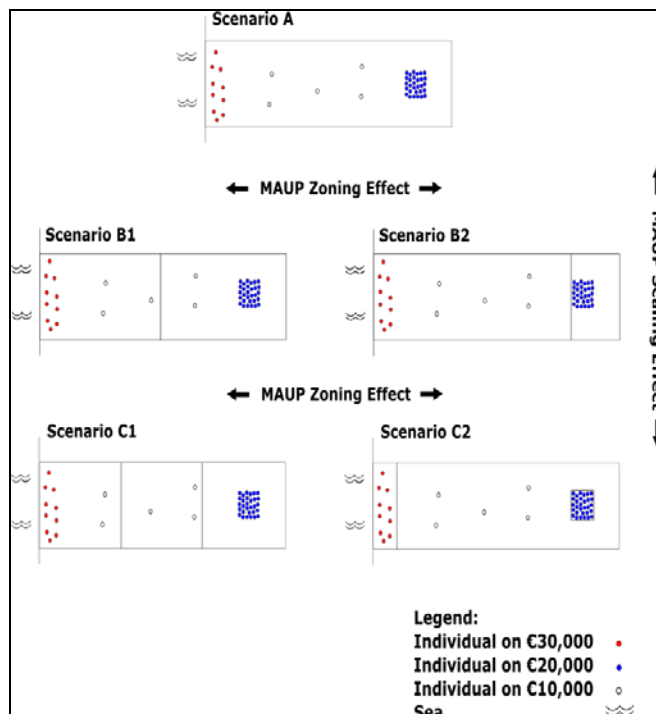 Scenario A
MAUP Zoning Effect
Scenario B1
Scenario B2
MAUP Zoning Effect
Scenario C1
Scenario C2
Legend:
Individual on €30,000
Individual on €20,000
Individual on €10,000
Sea